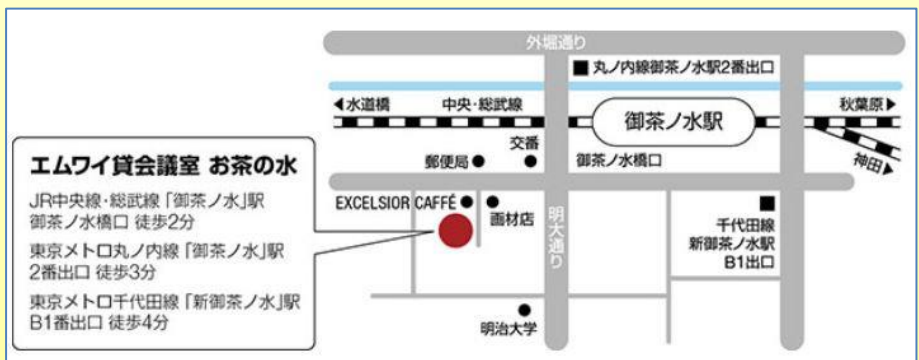 外堀通り
■ 丸ノ内線御茶ノ水駅2番出口
◀水道橋
中央・総武線
秋葉原▶
御茶ノ水駅
交番
郵便局
御茶ノ水橋口
神田▶
エムワイ貸会議室 お茶の水
JR中央線・総武線「御茶ノ水」駅
御茶ノ水橋口 徒歩2分
東京メトロ丸ノ内線「御茶ノ水」駅
2番出口 徒歩3分
東京メトロ千代田線「新御茶ノ水」駅
B1番出口 徒歩4分
EXCELSIOR CAFFÉ
画材店
明大通り
千代田線
新御茶ノ水駅
B1出口
明治大学